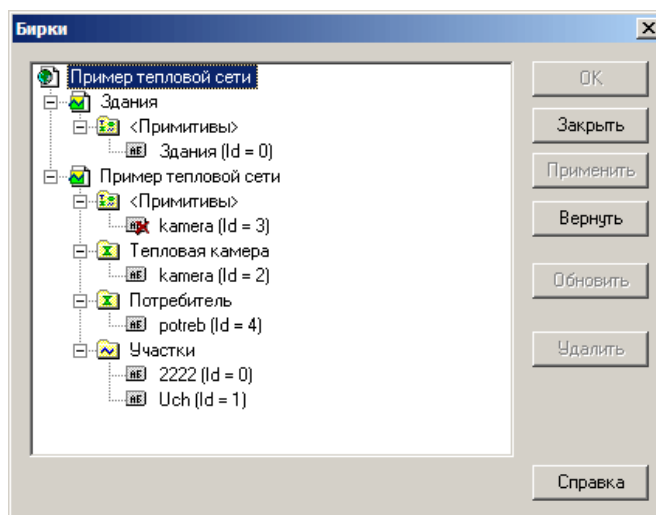 Бирки
Пример тепловой сети
Здания
<Примитивы>
Здания (Id = 0)
Пример тепловой сети
<Примитивы>
kamera (Id = 3)
Тепловая камера
kamera (Id = 2)
Потребитель
potreb (Id = 4)
Участки
2222 (Id = 0)
Uch (Id = 1)
OK
Закрыть
Применить
Вернуть
Обновить
Удалить
Справка